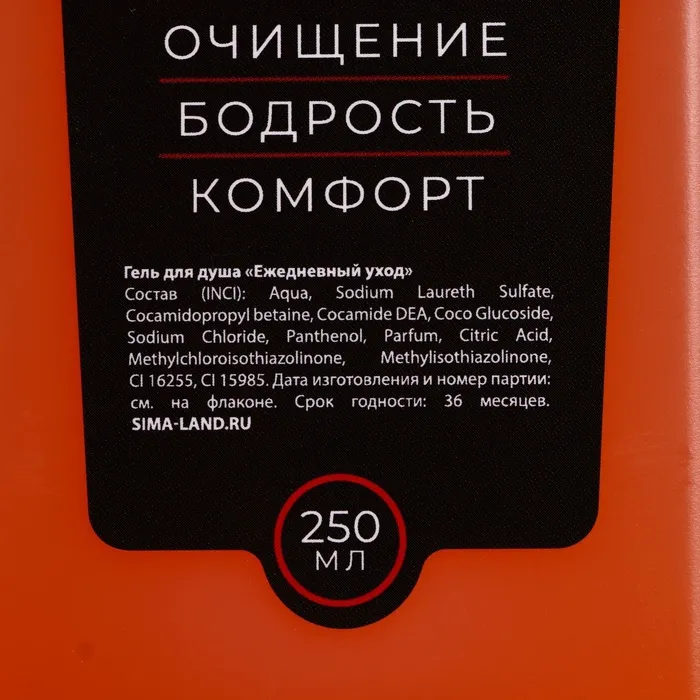 ОЧИЩЕНИЕ
БОДРОСТЬ
КОМФОРТ
Гель для душа «Ежедневный уход»
Состав (INCI): Aqua, Sodium Laureth Sulfate,
Cocamidopropyl betaine, Cocamide DEA, Coco Glucoside,
Sodium Chloride, Panthenol, Parfum, Citric Acid,
Methylchloroisothiazolinone, Methylisothiazolinone,
CI 16255, CI 15985. Дата изготовления и номер партии:
см. на флаконе. Срок годности: 36 месяцев.
SIMA-LAND.RU
250
МЛ